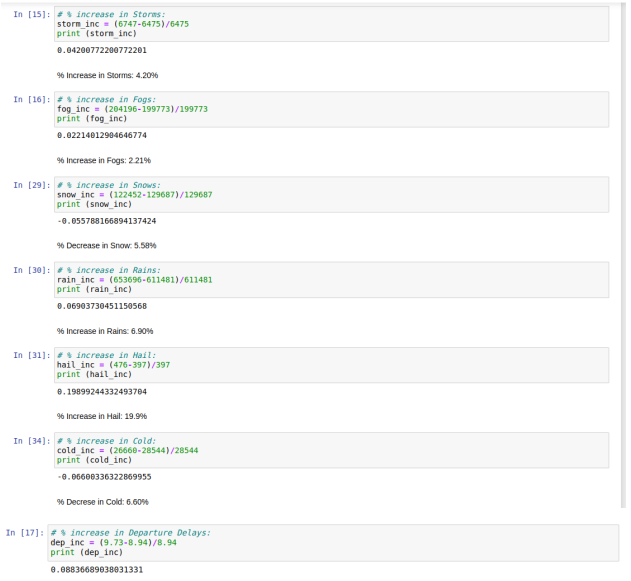 In [15]: # % increase in Storms:
storm_inc = (6747-6475)/6475
print (storm_inc)
0.04200772200772201
% Increase in Storms: 4.20%
In [16]: # % increase in Fogs:
fog_inc = (204196-199773)/199773
print (fog_inc)
0.02214012904646774
% Increase in Fogs: 2.21%
In [29]: # % increase in Snows:
snow_inc = (122452-129687)/129687
print (snow_inc)
-0.055788166894137424
% Decrease in Snow: 5.58%
In [30]: # % increase in Rains:
rain_inc = (653696-611481)/611481
print (rain_inc)
0.06903730451150568
% Increase in Rains: 6.90%
In [31]: # % increase in Hail:
hail_inc = (476-397)/397
print (hail_inc)
0.19899244332493704
% Increase in Hail: 19.9%
In [34]: # % increase in Cold:
cold_inc = (26660-28544)/28544
print (cold_inc)
-0.06600336322869955
% Decrese in Cold: 6.60%
In [17]: # % increase in Departure Delays:
dep_inc = (9.73-8.94)/8.94
print (dep_inc)
0.08836689038031331